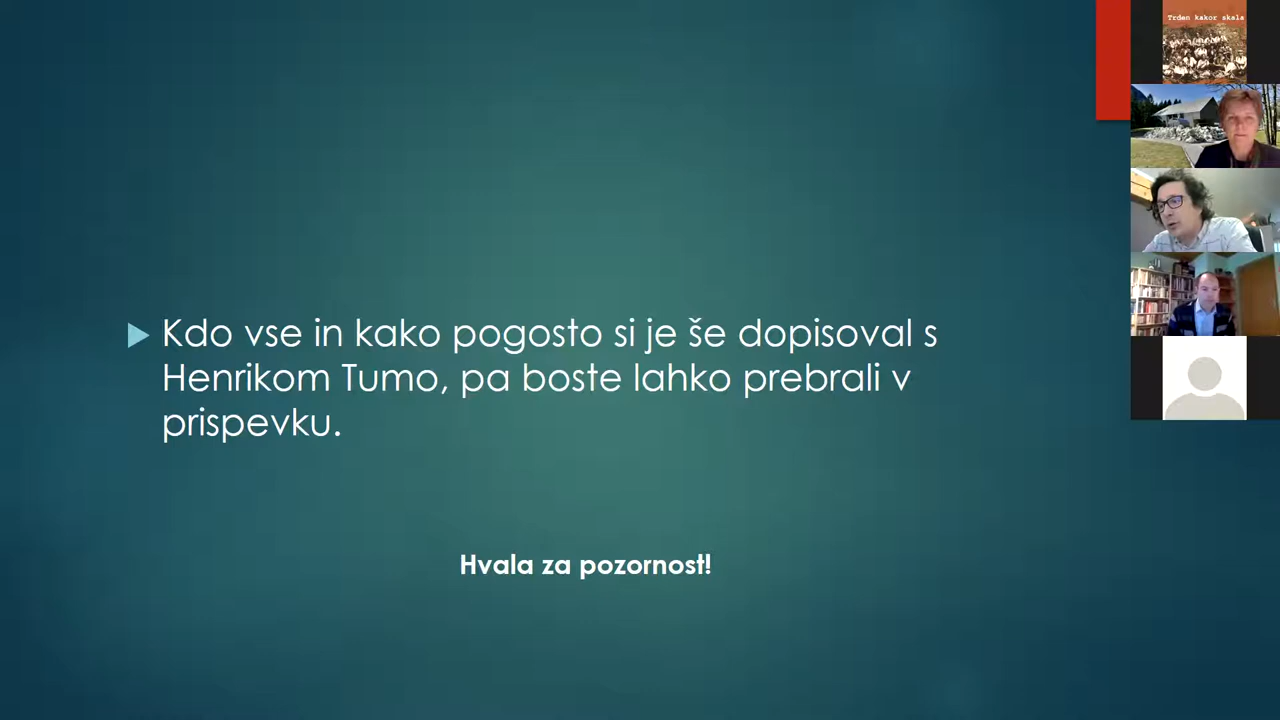 Trden kakor skala
Kdo vse in kako pogosto si je še dopisoval s
Henrikom Tumo, pa boste lahko prebrali v
prispevku.
Hvala za pozornost!